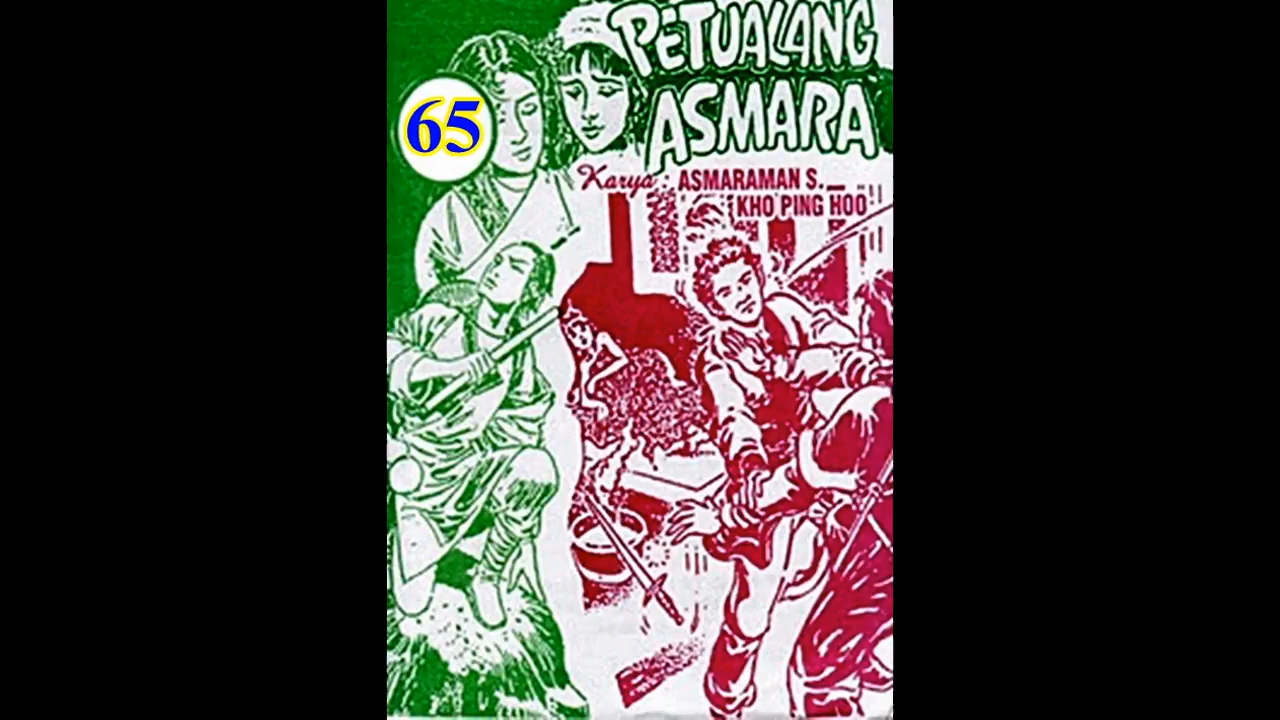 PETUALANG
ASMARA
65
Karya : ASMARAMAN S.
KHO PING HOO